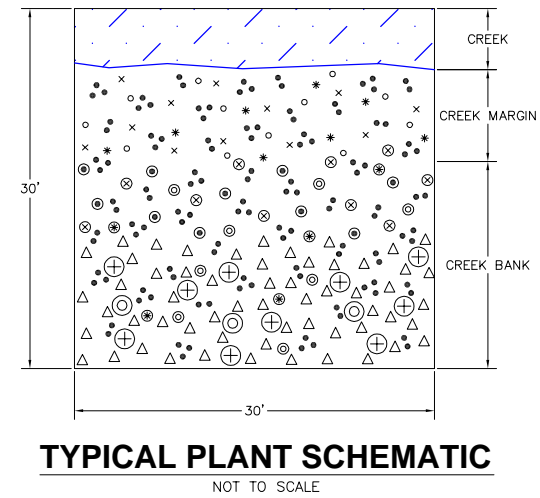 CREEK
CREEK MARGIN
30'
CREEK BANK
30'
TYPICAL PLANT SCHEMATIC
NOT TO SCALE